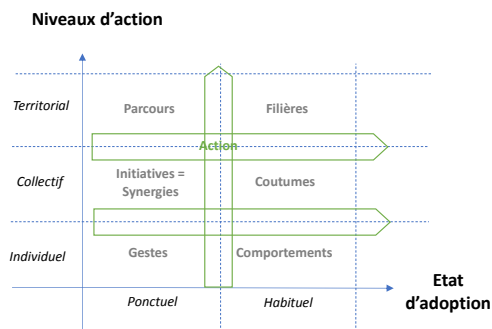 Niveaux d'action
Territorial
Parcours
Filières
Action
Collectif
Initiatives =
Synergies
Coutumes
Individuel
Gestes
Comportements
Ponctuel
Habituel
Etat
d'adoption